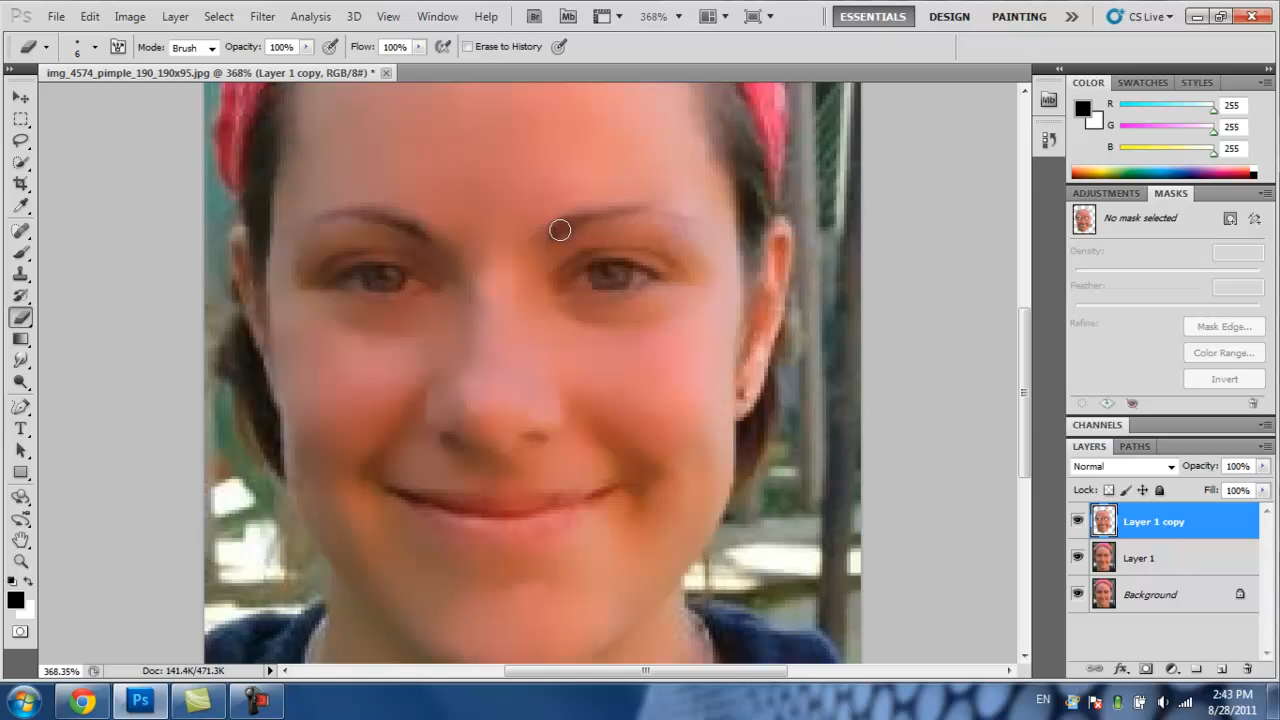 Ps File Edit Image Layer Select Filter Analysis 3D View Window Help Br Mb 368% ESSENTIALS DESIGN PAINTING CS Live
6 Mode: Brush Opacity: 100% Flow: 100% Erase to History
img_4574_pimple_190_190x95.jpg @ 368% (Layer 1 copy, RGB/8#) *
COLOR SWATCHES STYLES
Mb
R 255
G 255
B 255
ADJUSTMENTS MASKS
No mask selected
Density:
Feather:
Refine: Mask Edge...
Color Range...
Invert
CHANNELS
LAYERS PATHS
Normal Opacity: 100%
Lock: Fill: 100%
Layer 1 copy
Layer 1
Background
T
368.35% Doc: 141.4K/471.3K
fx
Ps EN 2:43 PM
8/28/2011